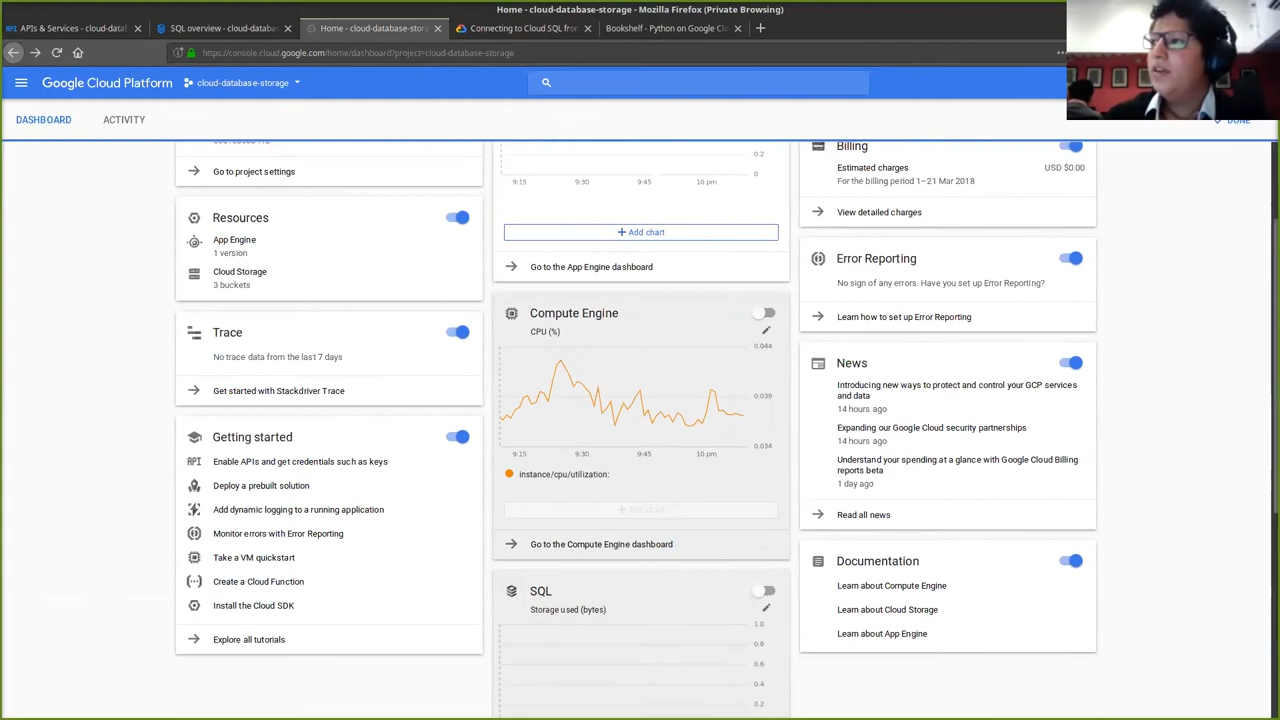 Home - cloud-database-storage - Mozilla Firefox (Private Browsing)
API APIs & Services - cloud-dat
SQL overview - cloud-databas
Home - cloud-database-stora
Connecting to Cloud SQL from
Bookshelf - Python on Google Cl
https://console.cloud.google.com/home/dashboard?project=cloud-database-storage
Google Cloud Platform
cloud-database-storage
DASHBOARD
ACTIVITY
DONE
Go to project settings
Resources
App Engine
1 version
Cloud Storage
3 buckets
Trace
No trace data from the last 7 days
Get started with Stackdriver Trace
Getting started
API Enable APIs and get credentials such as keys
Deploy a prebuilt solution
Add dynamic logging to a running application
Monitor errors with Error Reporting
Take a VM quickstart
Create a Cloud Function
Install the Cloud SDK
Explore all tutorials
0.2
0
9:15 9:30 9:45 10 pm
+ Add chart
Go to the App Engine dashboard
Compute Engine
CPU (%)
0.044
0.039
0.034
9:15 9:30 9:45 10 pm
instance/cpu/utilization:
+ Add chart
Go to the Compute Engine dashboard
SQL
Storage used (bytes)
1.0
0.8
0.6
0.4
0.2
Billing
Estimated charges USD $0.00
For the billing period 1–21 Mar 2018
View detailed charges
Error Reporting
No sign of any errors. Have you set up Error Reporting?
Learn how to set up Error Reporting
News
Introducing new ways to protect and control your GCP services
and data
14 hours ago
Expanding our Google Cloud security partnerships
14 hours ago
Understand your spending at a glance with Google Cloud Billing
reports beta
1 day ago
Read all news
Documentation
Learn about Compute Engine
Learn about Cloud Storage
Learn about App Engine